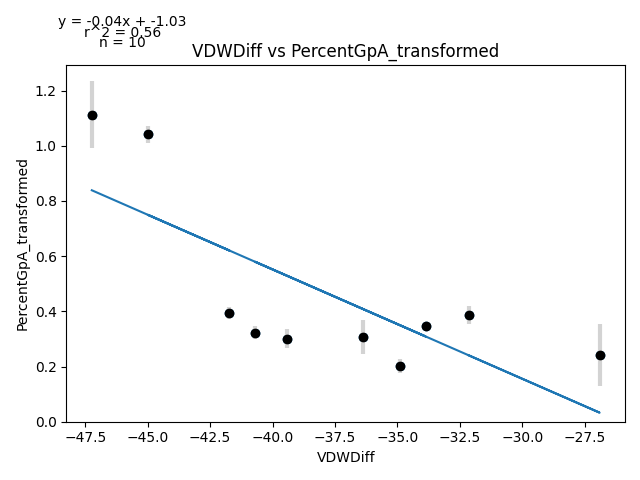 y = -0.04x + -1.03
r^2 = 0.56
n = 10
VDWDiff vs PercentGpA_transformed
PercentGpA_transformed
1.2
1.0
0.8
0.6
0.4
0.2
0.0
−47.5 −45.0 −42.5 −40.0 −37.5 −35.0 −32.5 −30.0 −27.5
VDWDiff